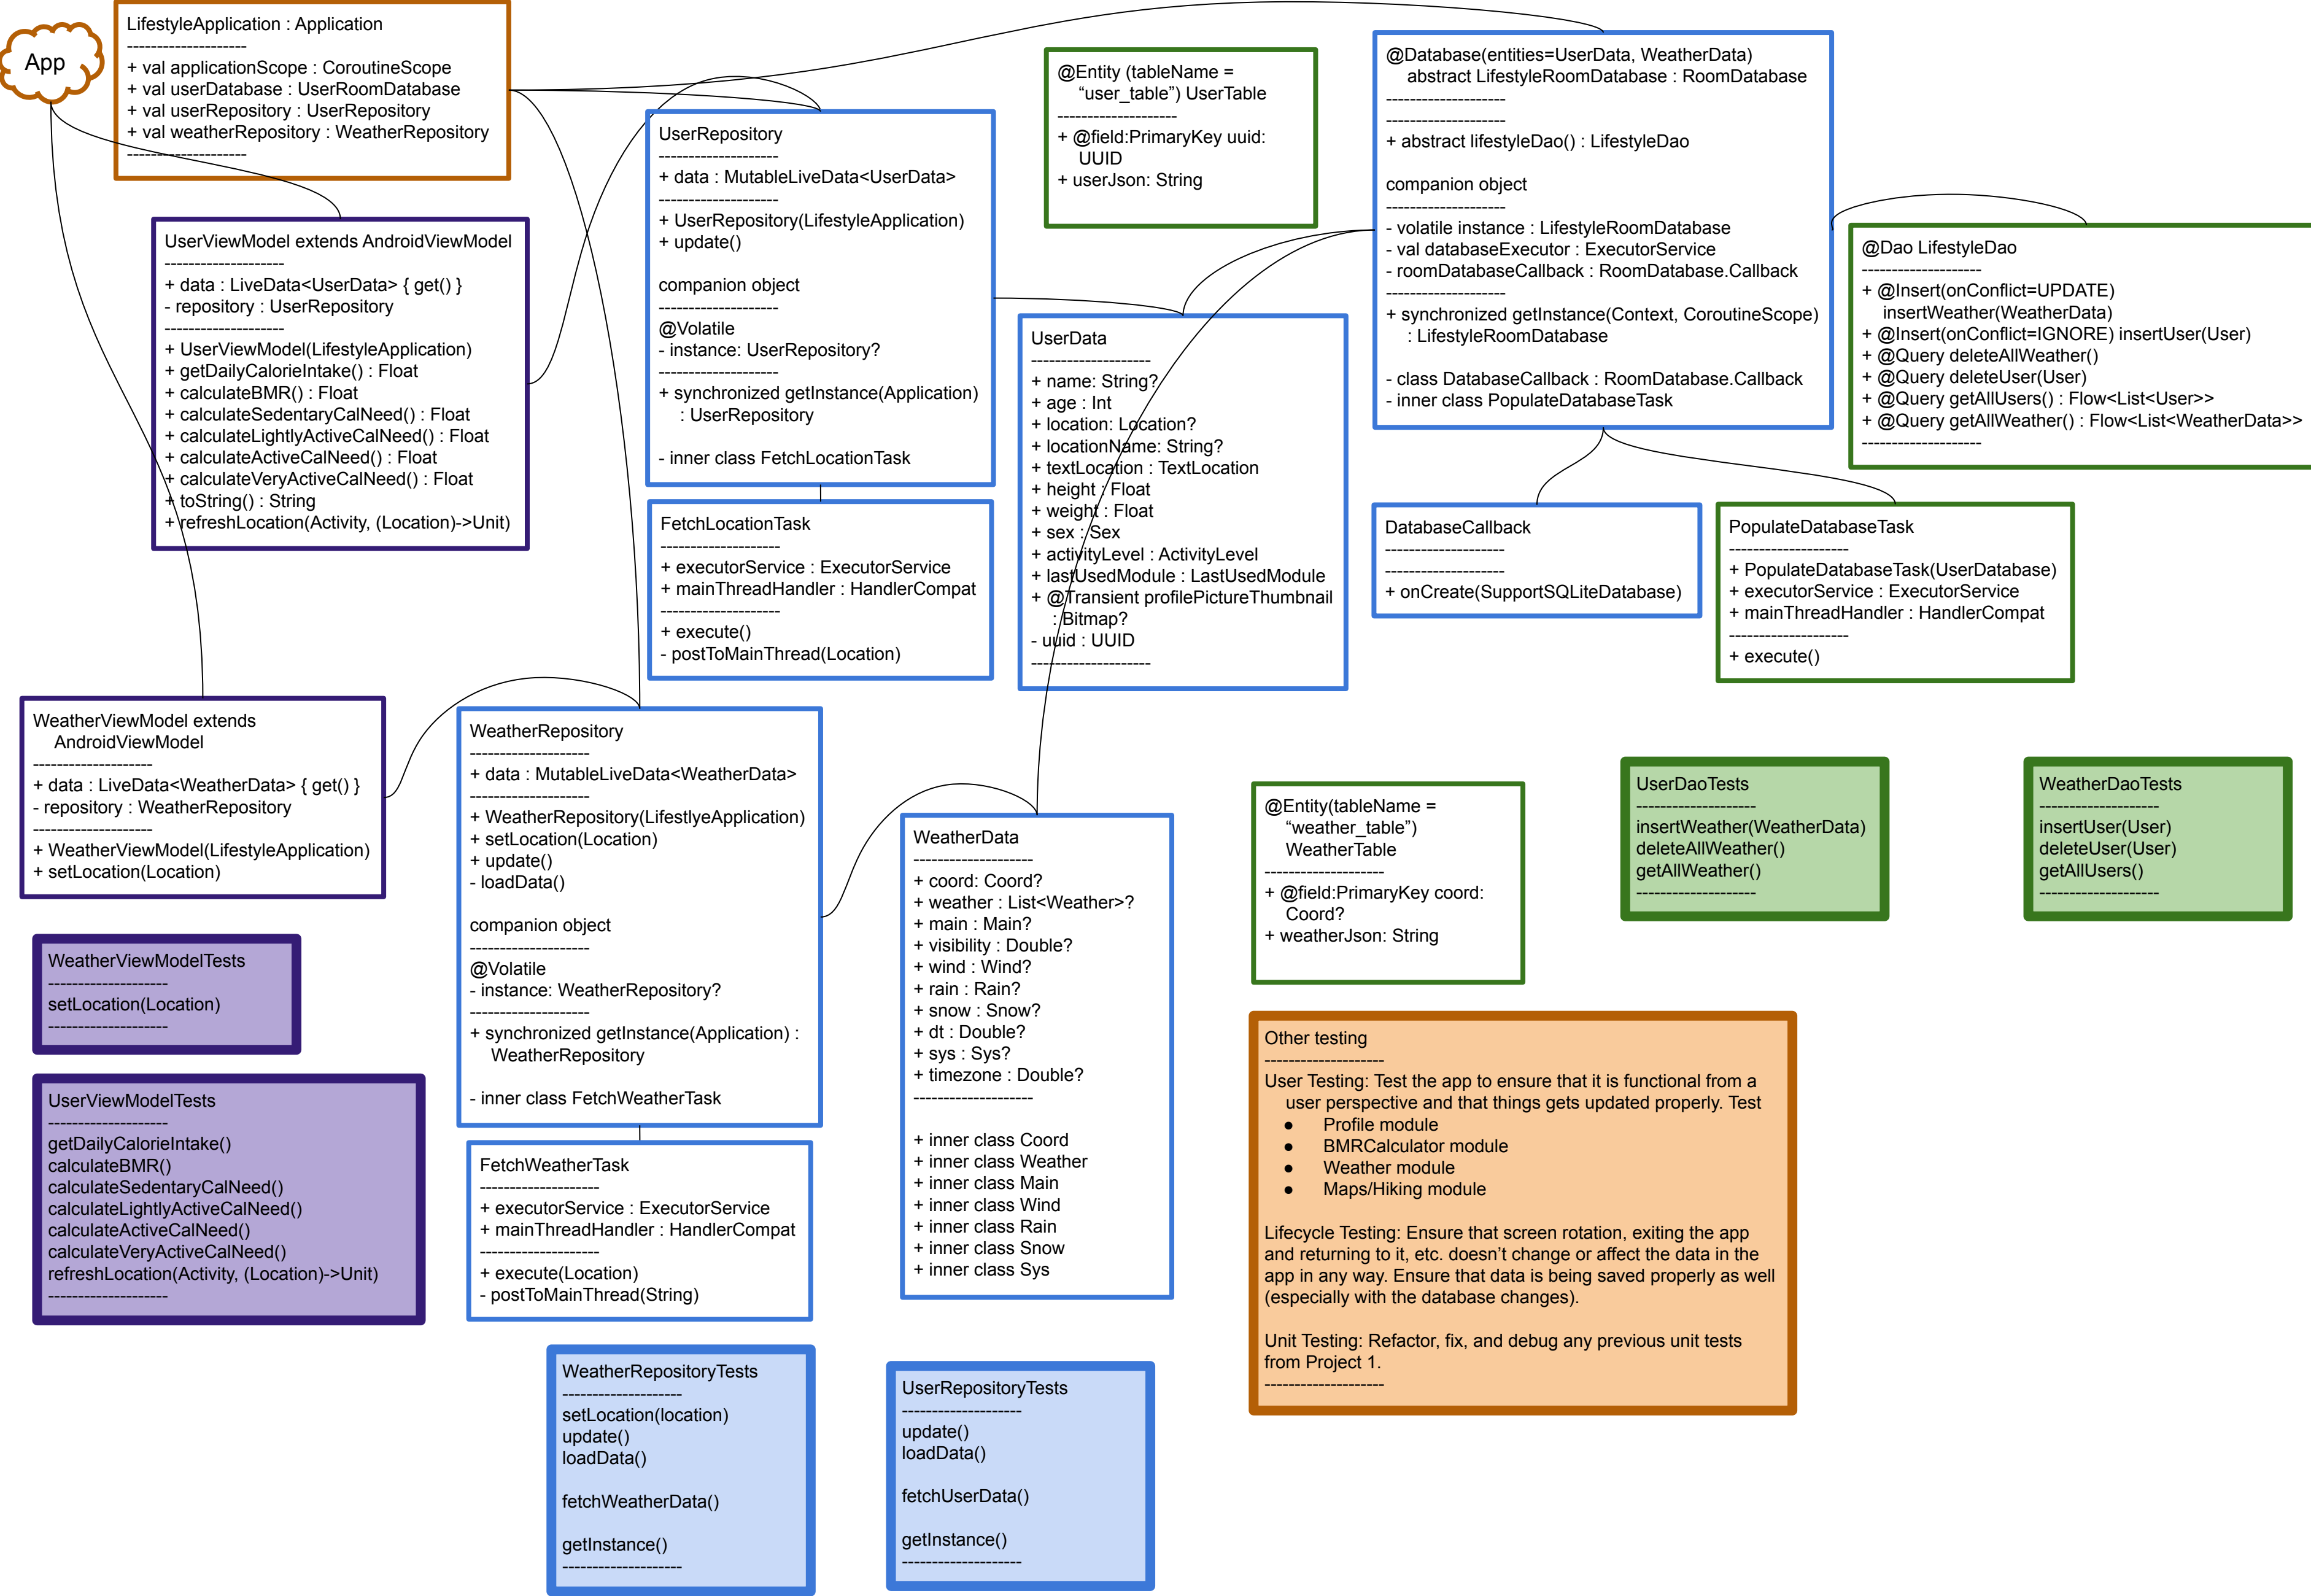 App
LifestyleApplication : Application
--------------------
+ val applicationScope : CoroutineScope
+ val userDatabase : UserRoomDatabase
+ val userRepository : UserRepository
+ val weatherRepository : WeatherRepository
--------------------
UserViewModel extends AndroidViewModel
--------------------
+ data : LiveData<UserData> { get() }
- repository : UserRepository
--------------------
+ UserViewModel(LifestyleApplication)
+ getDailyCalorieIntake() : Float
+ calculateBMR() : Float
+ calculateSedentaryCalNeed() : Float
+ calculateLightlyActiveCalNeed() : Float
+ calculateActiveCalNeed() : Float
+ calculateVeryActiveCalNeed() : Float
+ toString() : String
+ refreshLocation(Activity, (Location)->Unit)
UserRepository
--------------------
+ data : MutableLiveData<UserData>
--------------------
+ UserRepository(LifestyleApplication)
+ update()
companion object
--------------------
@Volatile
- instance: UserRepository?
--------------------
+ synchronized getInstance(Application)
: UserRepository
- inner class FetchLocationTask
FetchLocationTask
--------------------
+ executorService : ExecutorService
+ mainThreadHandler : HandlerCompat
--------------------
+ execute()
- postToMainThread(Location)
@Entity (tableName =
“user_table”) UserTable
--------------------
+ @field:PrimaryKey uuid:
UUID
+ userJson: String
UserData
--------------------
+ name: String?
+ age : Int
+ location: Location?
+ locationName: String?
+ textLocation : TextLocation
+ height : Float
+ weight : Float
+ sex : Sex
+ activityLevel : ActivityLevel
+ lastUsedModule : LastUsedModule
+ @Transient profilePictureThumbnail
: Bitmap?
- uuid : UUID
--------------------
@Database(entities=UserData, WeatherData)
abstract LifestyleRoomDatabase : RoomDatabase
--------------------
--------------------
+ abstract lifestyleDao() : LifestyleDao
companion object
--------------------
- volatile instance : LifestyleRoomDatabase
- val databaseExecutor : ExecutorService
- roomDatabaseCallback : RoomDatabase.Callback
--------------------
+ synchronized getInstance(Context, CoroutineScope)
: LifestyleRoomDatabase
- class DatabaseCallback : RoomDatabase.Callback
- inner class PopulateDatabaseTask
@Dao LifestyleDao
--------------------
+ @Insert(onConflict=UPDATE)
insertWeather(WeatherData)
+ @Insert(onConflict=IGNORE) insertUser(User)
+ @Query deleteAllWeather()
+ @Query deleteUser(User)
+ @Query getAllUsers() : Flow<List<User>>
+ @Query getAllWeather() : Flow<List<WeatherData>>
--------------------
DatabaseCallback
--------------------
--------------------
+ onCreate(SupportSQLiteDatabase)
PopulateDatabaseTask
--------------------
+ PopulateDatabaseTask(UserDatabase)
+ executorService : ExecutorService
+ mainThreadHandler : HandlerCompat
--------------------
+ execute()
WeatherViewModel extends
AndroidViewModel
--------------------
+ data : LiveData<WeatherData> { get() }
- repository : WeatherRepository
--------------------
+ WeatherViewModel(LifestyleApplication)
+ setLocation(Location)
WeatherRepository
--------------------
+ data : MutableLiveData<WeatherData>
--------------------
+ WeatherRepository(LifestlyeApplication)
+ setLocation(Location)
+ update()
- loadData()
companion object
--------------------
@Volatile
- instance: WeatherRepository?
--------------------
+ synchronized getInstance(Application) :
WeatherRepository
- inner class FetchWeatherTask
FetchWeatherTask
--------------------
+ executorService : ExecutorService
+ mainThreadHandler : HandlerCompat
--------------------
+ execute(Location)
- postToMainThread(String)
WeatherData
--------------------
+ coord: Coord?
+ weather : List<Weather>?
+ main : Main?
+ visibility : Double?
+ wind : Wind?
+ rain : Rain?
+ snow : Snow?
+ dt : Double?
+ sys : Sys?
+ timezone : Double?
--------------------
+ inner class Coord
+ inner class Weather
+ inner class Main
+ inner class Wind
+ inner class Rain
+ inner class Snow
+ inner class Sys
@Entity(tableName =
“weather_table”)
WeatherTable
--------------------
+ @field:PrimaryKey coord:
Coord?
+ weatherJson: String
UserDaoTests
--------------------
insertWeather(WeatherData)
deleteAllWeather()
getAllWeather()
--------------------
WeatherDaoTests
--------------------
insertUser(User)
deleteUser(User)
getAllUsers()
--------------------
WeatherViewModelTests
--------------------
setLocation(Location)
--------------------
UserViewModelTests
--------------------
getDailyCalorieIntake()
calculateBMR()
calculateSedentaryCalNeed()
calculateLightlyActiveCalNeed()
calculateActiveCalNeed()
calculateVeryActiveCalNeed()
refreshLocation(Activity, (Location)->Unit)
--------------------
Other testing
--------------------
User Testing: Test the app to ensure that it is functional from a
user perspective and that things gets updated properly. Test
● Profile module
● BMRCalculator module
● Weather module
● Maps/Hiking module
Lifecycle Testing: Ensure that screen rotation, exiting the app
and returning to it, etc. doesn’t change or affect the data in the
app in any way. Ensure that data is being saved properly as well
(especially with the database changes).
Unit Testing: Refactor, fix, and debug any previous unit tests
from Project 1.
--------------------
WeatherRepositoryTests
--------------------
setLocation(location)
update()
loadData()
fetchWeatherData()
getInstance()
--------------------
UserRepositoryTests
--------------------
update()
loadData()
fetchUserData()
getInstance()
--------------------